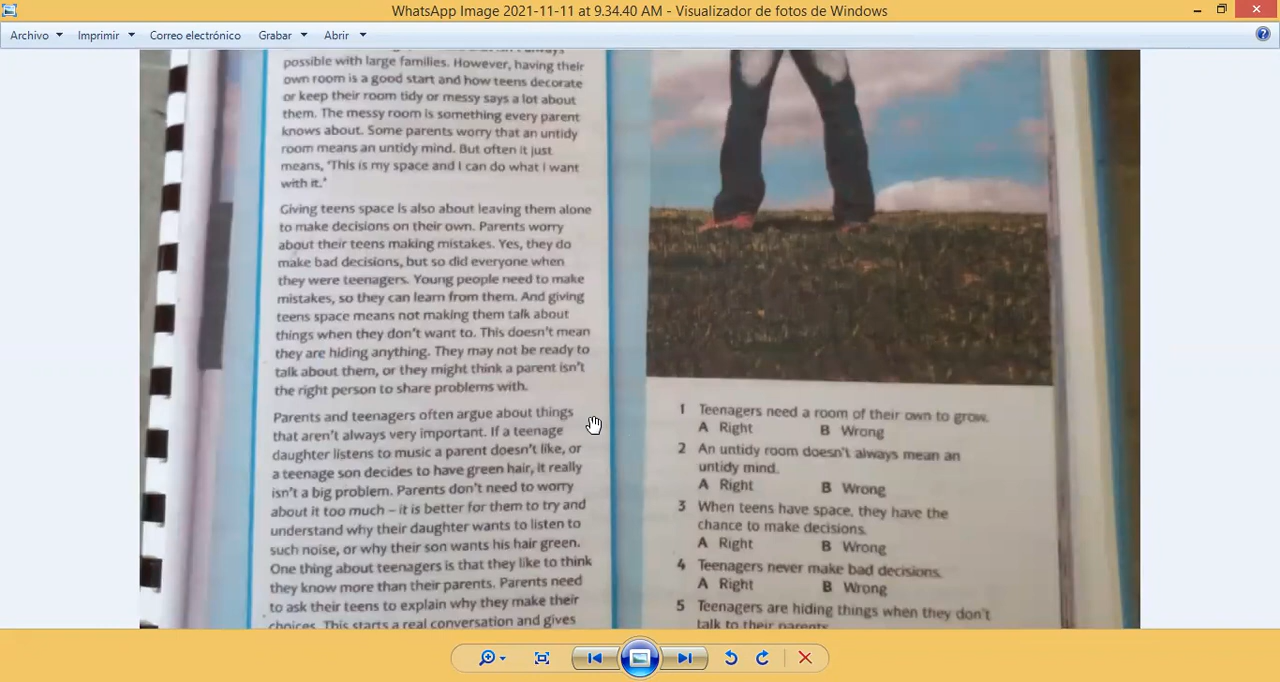 WhatsApp Image 2021-11-11 at 9.34.40 AM - Visualizador de fotos de Windows
Archivo Imprimir Correo electrónico Grabar Abrir
always
possible with large families. However, having their
own room is a good start and how teens decorate
or keep their room tidy or messy says a lot about
them. The messy room is something every parent
knows about. Some parents worry that an untidy
room means an untidy mind. But often it just
means, 'This is my space and I can do what I want
with it.'
Giving teens space is also about leaving them alone
to make decisions on their own. Parents worry
about their teens making mistakes. Yes, they do
make bad decisions, but so did everyone when
they were teenagers. Young people need to make
mistakes, so they can learn from them. And giving
teens space means not making them talk about
things when they don't want to. This doesn't mean
they are hiding anything. They may not be ready to
talk about them, or they might think a parent isn't
the right person to share problems with.
Parents and teenagers often argue about things
that aren't always very important. If a teenage
daughter listens to music a parent doesn't like, or
a teenage son decides to have green hair, it really
isn't a big problem. Parents don't need to worry
about it too much – it is better for them to try and
understand why their daughter wants to listen to
such noise, or why their son wants his hair green.
One thing about teenagers is that they like to think
they know more than their parents. Parents need
to ask their teens to explain why they make their
choices. This starts a real conversation and gives
1 Teenagers need a room of their own to grow.
A Right B Wrong
2 An untidy room doesn't always mean an
untidy mind.
A Right B Wrong
3 When teens have space, they have the
chance to make decisions.
A Right B Wrong
4 Teenagers never make bad decisions.
A Right B Wrong
5 Teenagers are hiding things when they don't
talk to their parents.